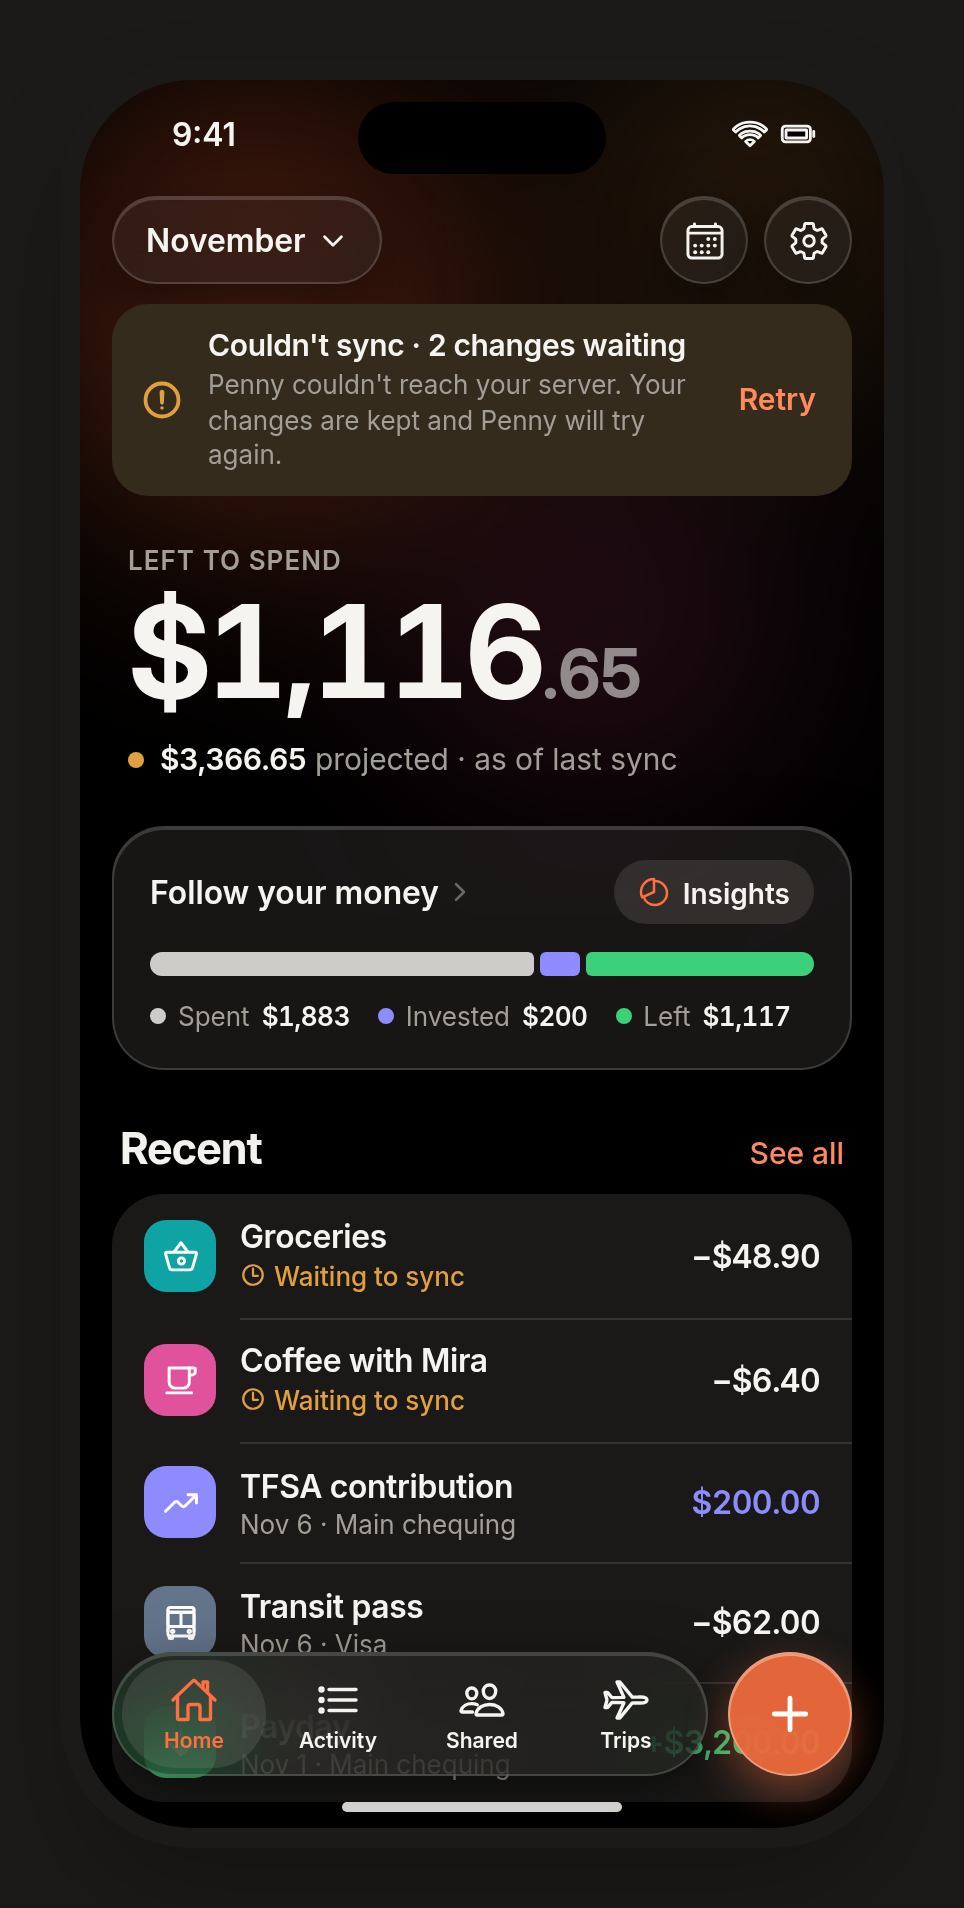 9:41
November
Couldn't sync · 2 changes waiting
Penny couldn't reach your server. Your
changes are kept and Penny will try
again.
Retry
LEFT TO SPEND
$1,116.65
$3,366.65 projected · as of last sync
Follow your money
Insights
Spent $1,883 Invested $200 Left $1,117
Recent
See all
Groceries
Waiting to sync
−$48.90
Coffee with Mira
Waiting to sync
−$6.40
TFSA contribution
Nov 6 · Main chequing
$200.00
Transit pass
Nov 6 · Visa
−$62.00
Payday
Nov 1 · Main chequing
+$3,200.00
Home
Activity
Shared
Trips